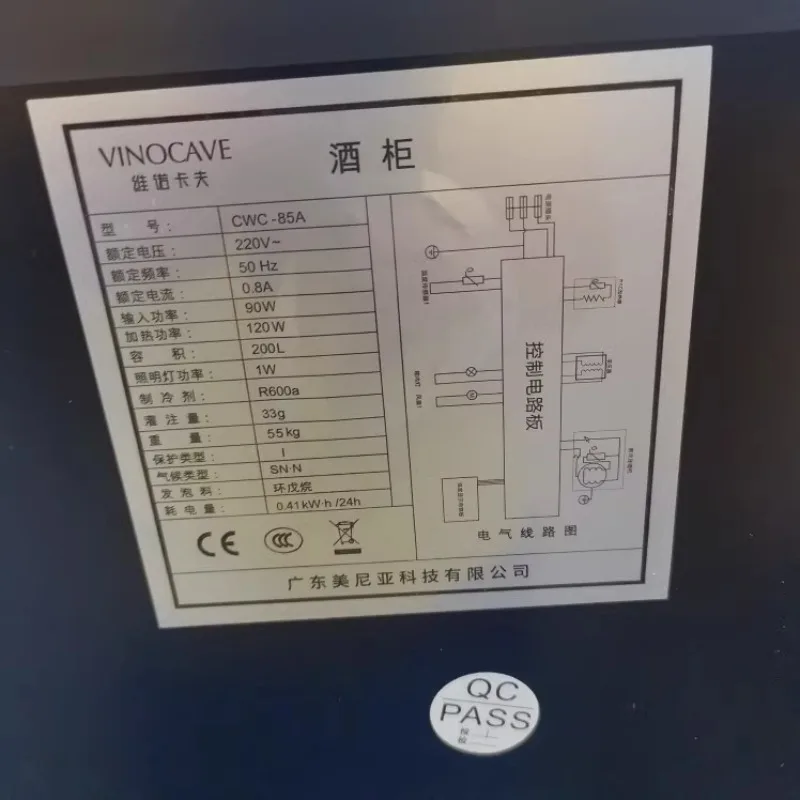 VINOCAVE
维诺卡夫
酒柜
型 号: CWC-85A
额定电压: 220V~
额定频率: 50 Hz
额定电流: 0.8A
输入功率: 90W
加热功率: 120W
容 积: 200L
照明灯功率: 1W
制 冷 剂: R600a
灌 注 量: 33g
重 量: 55kg
保护类型: I
气候类型: SN·N
发 泡 料: 环戊烷
耗 电 量: 0.41kW·h/24h
控制电路板
电气线路图
CE CCC
广东美尼亚科技有限公司
QC
PASS